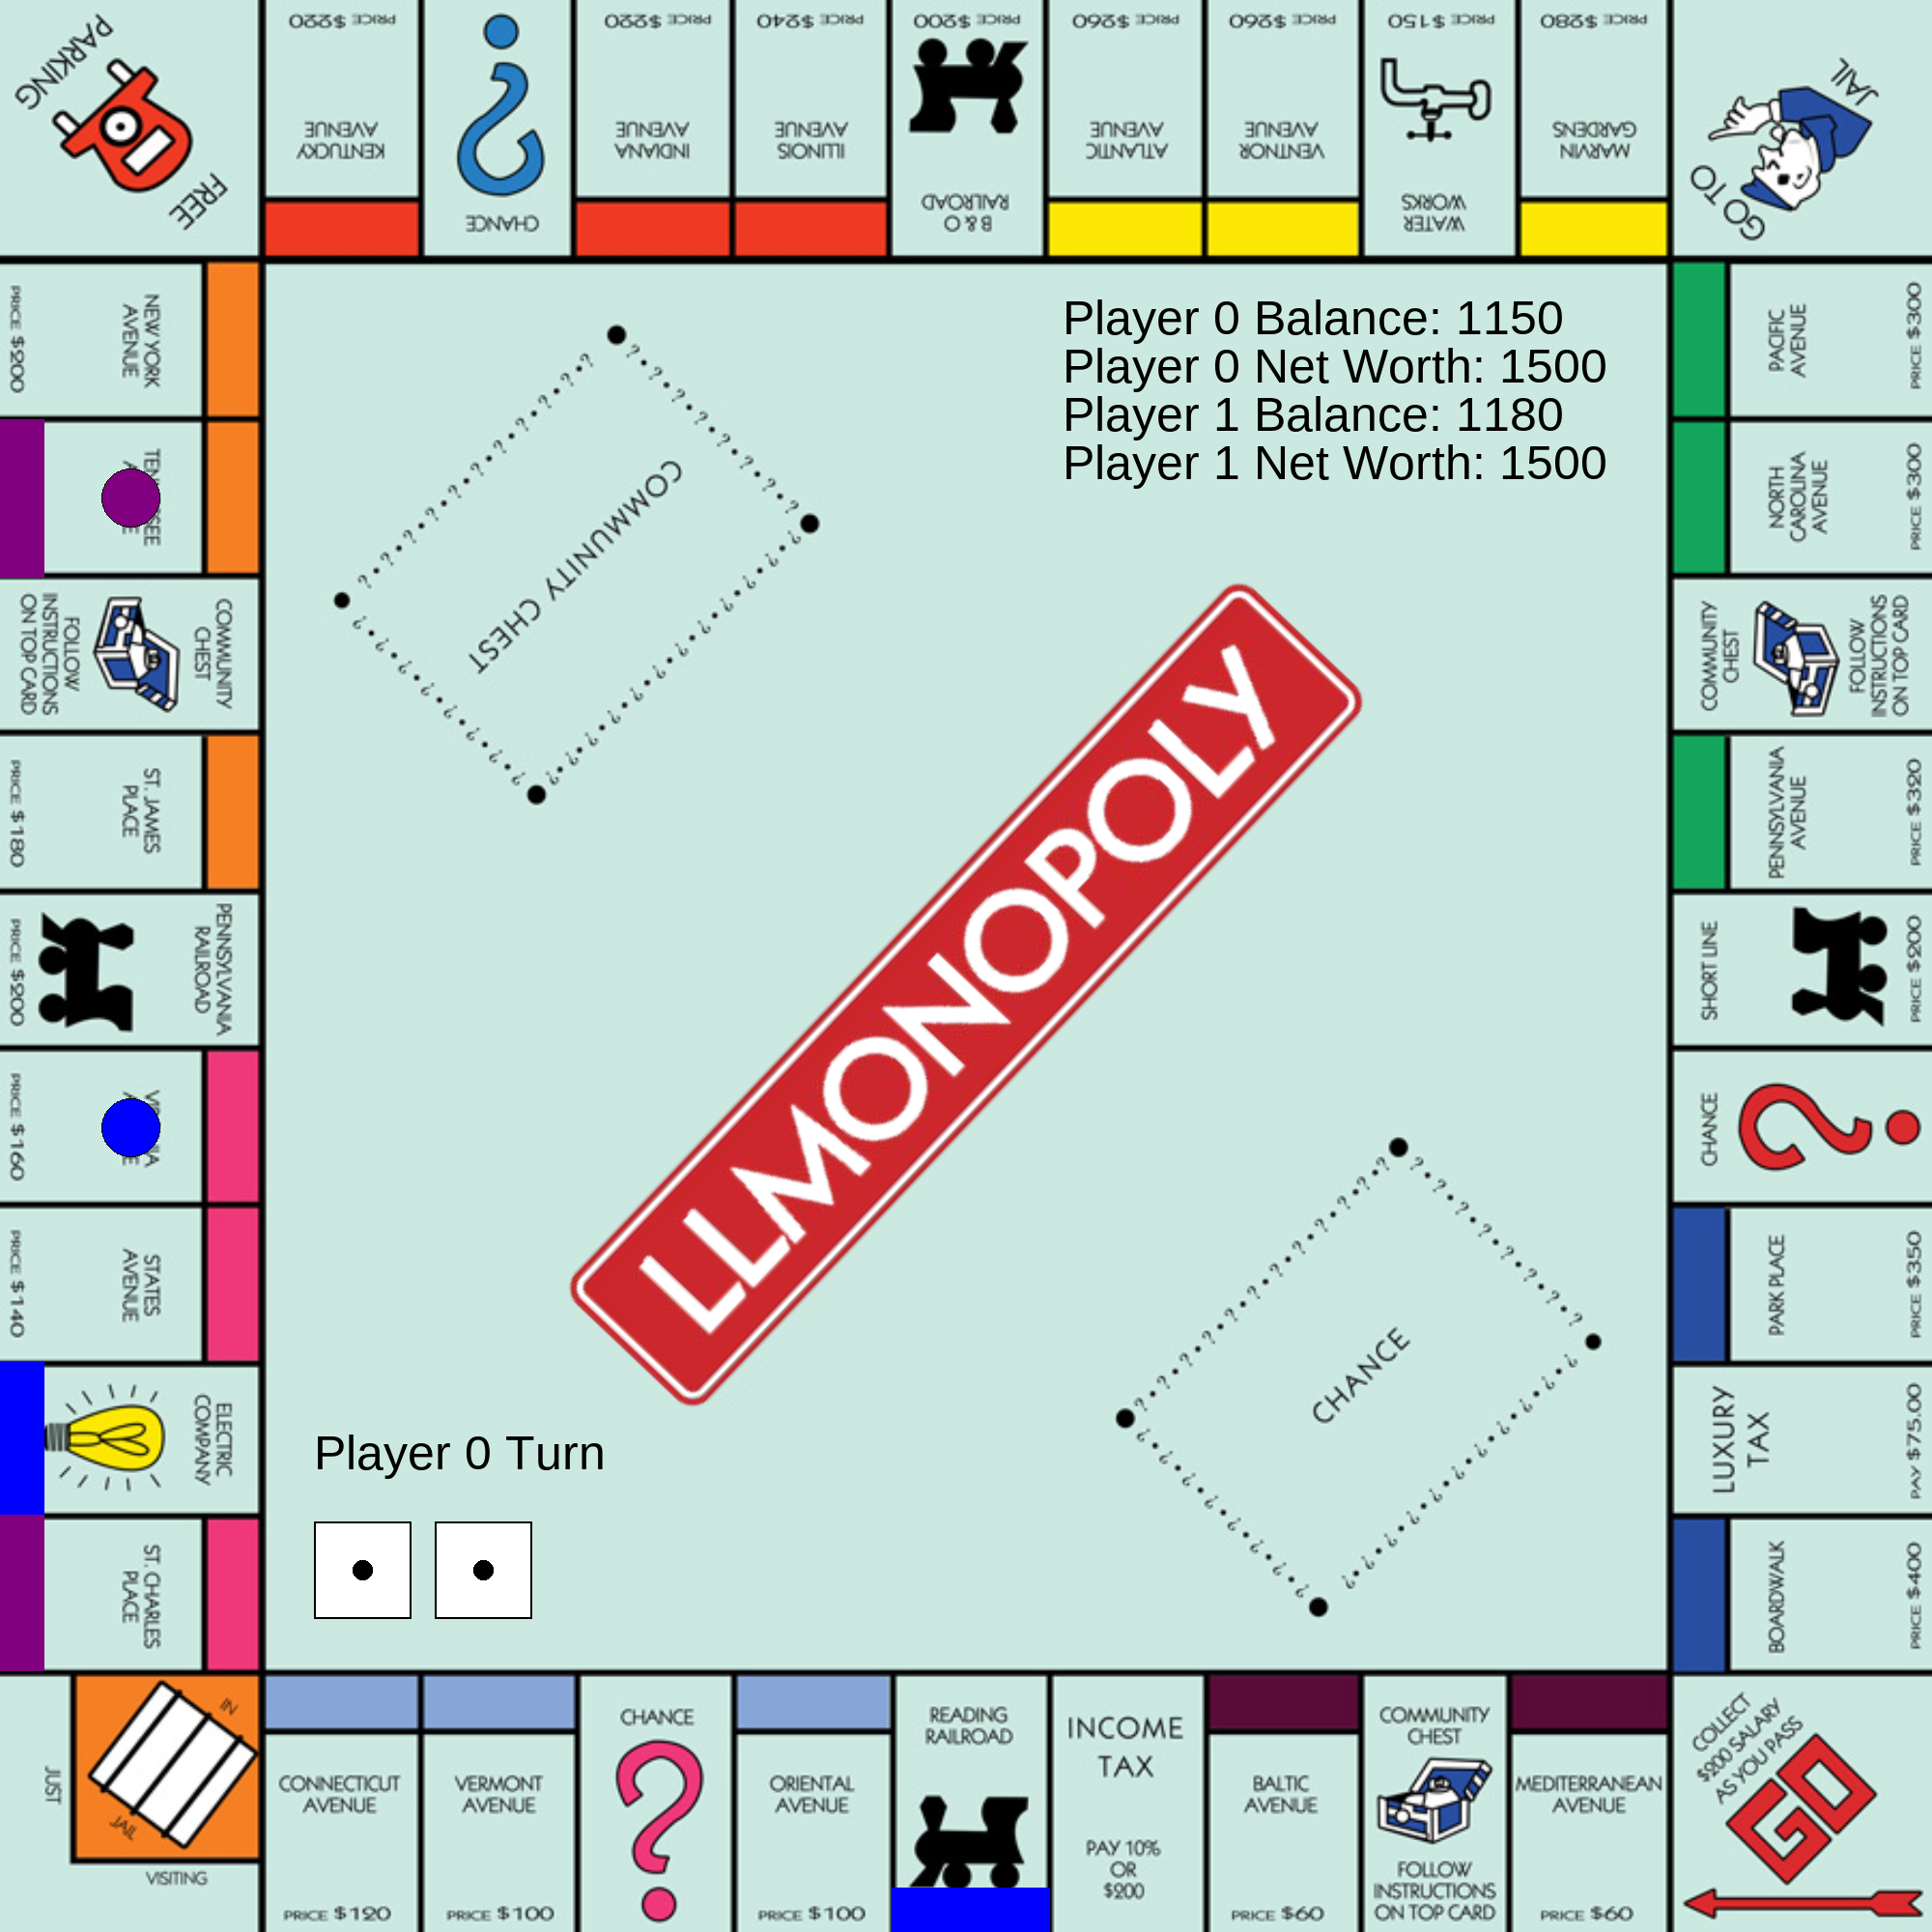 FREE
PARKING
KENTUCKY
AVENUE
PRICE $220
CHANCE
INDIANA
AVENUE
PRICE $220
ILLINOIS
AVENUE
PRICE $240
B & O
RAILROAD
PRICE $200
ATLANTIC
AVENUE
PRICE $260
VENTNOR
AVENUE
PRICE $260
WATER
WORKS
PRICE $150
MARVIN
GARDENS
PRICE $280
GO TO
JAIL
NEW YORK
AVENUE
PRICE $200
COMMUNITY
CHEST
FOLLOW
INSTRUCTIONS
ON TOP CARD
ST. JAMES
PLACE
PRICE $180
PENNSYLVANIA
RAILROAD
PRICE $200
PRICE $160
STATES
AVENUE
PRICE $140
ELECTRIC
COMPANY
ST. CHARLES
PLACE
Player 0 Balance: 1150
Player 0 Net Worth: 1500
Player 1 Balance: 1180
Player 1 Net Worth: 1500
COMMUNITY CHEST
LLMONOPOLY
CHANCE
Player 0 Turn
PACIFIC
AVENUE
PRICE $300
NORTH
CAROLINA
AVENUE
PRICE $300
COMMUNITY
CHEST
FOLLOW
INSTRUCTIONS
ON TOP CARD
PENNSYLVANIA
AVENUE
PRICE $320
SHORT LINE
PRICE $200
CHANCE
PARK PLACE
PRICE $350
LUXURY
TAX
PAY $75.00
BOARDWALK
PRICE $400
IN
JAIL
JUST
VISITING
CONNECTICUT
AVENUE
PRICE $120
VERMONT
AVENUE
PRICE $100
CHANCE
ORIENTAL
AVENUE
PRICE $100
READING
RAILROAD
INCOME
TAX
PAY 10%
OR
$200
BALTIC
AVENUE
PRICE $60
COMMUNITY
CHEST
FOLLOW
INSTRUCTIONS
ON TOP CARD
MEDITERRANEAN
AVENUE
PRICE $60
COLLECT
$200 SALARY
AS YOU PASS
GO